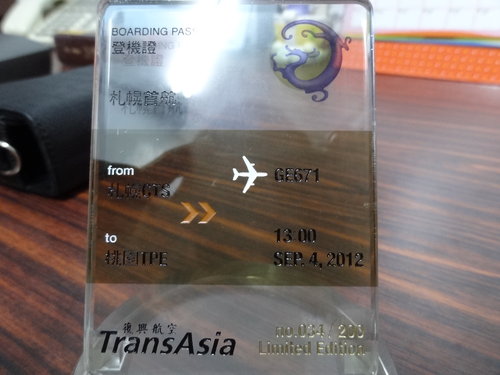 BOARDING PASS
登機證
札幌首航
from
札幌CTS
GE671
to
桃園TPE
13:00
SEP. 4, 2012
復興航空
TransAsia
no.034 / 200
Limited Edition